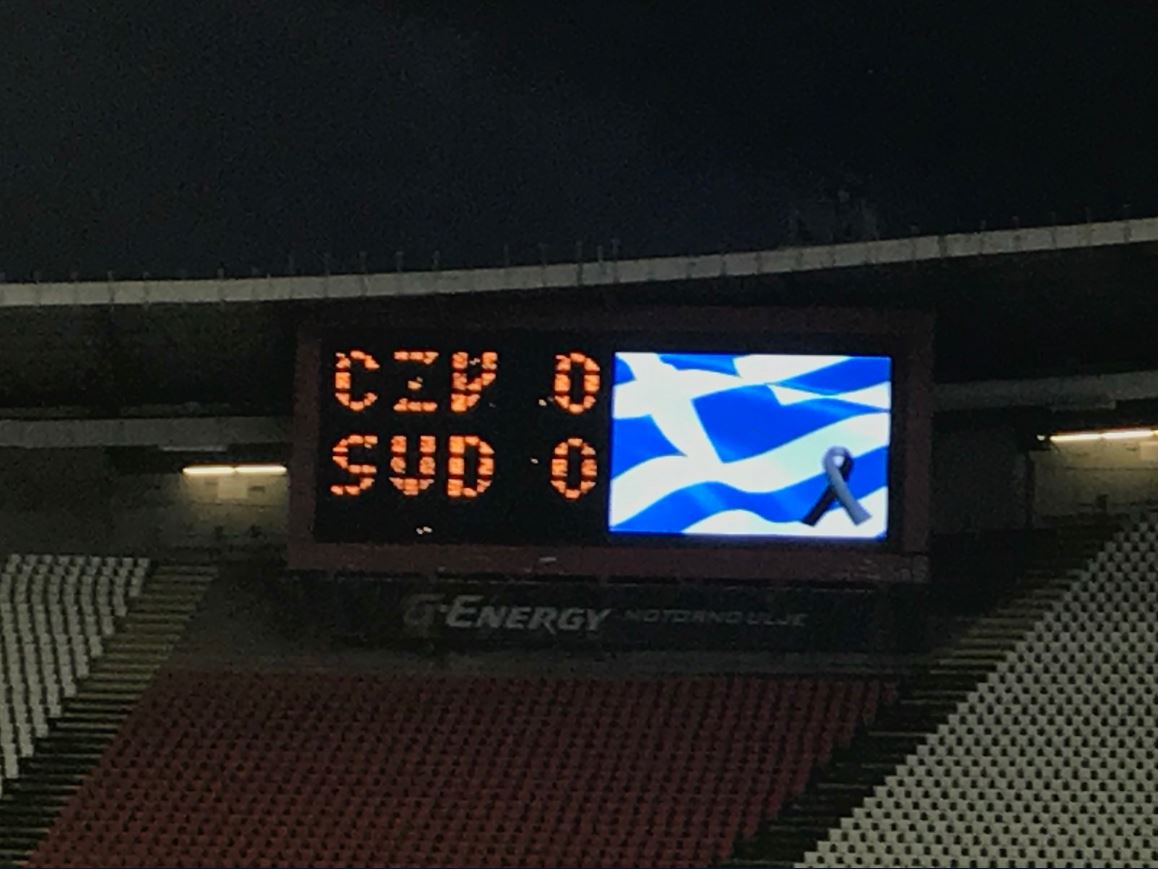 CZV 0
SUD 0
G-ENERGY MOTORNO ULJE